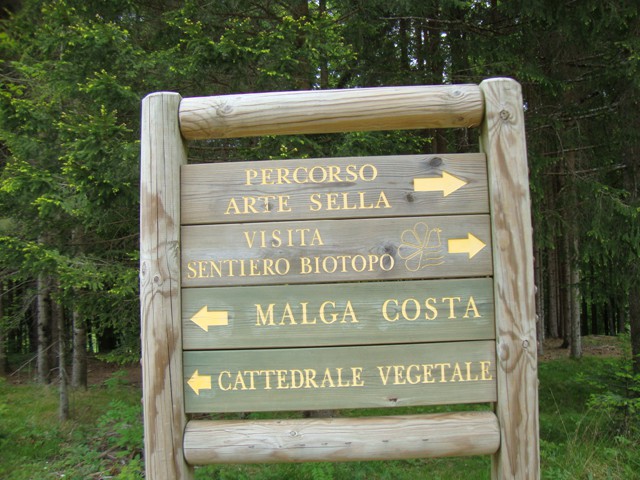 PERCORSO
ARTE SELLA
VISITA
SENTIERO BIOTOPO
MALGA COSTA
CATTEDRALE VEGETALE